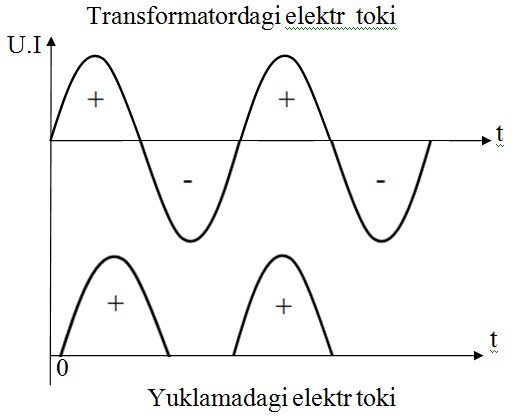 Transformatordagi elektr toki
U.I
+ +
t
- -
+ +
t
0
Yuklamadagi elektr toki